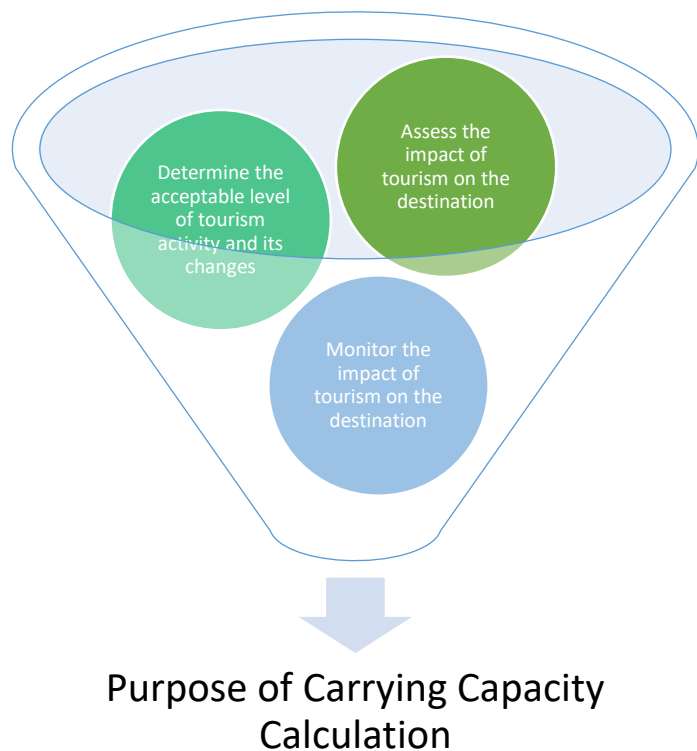 Assess the
impact of
tourism on the
destination
Determine the
acceptable level
of tourism
activity and its
changes
Monitor the
impact of
tourism on the
destination
Purpose of Carrying Capacity
Calculation